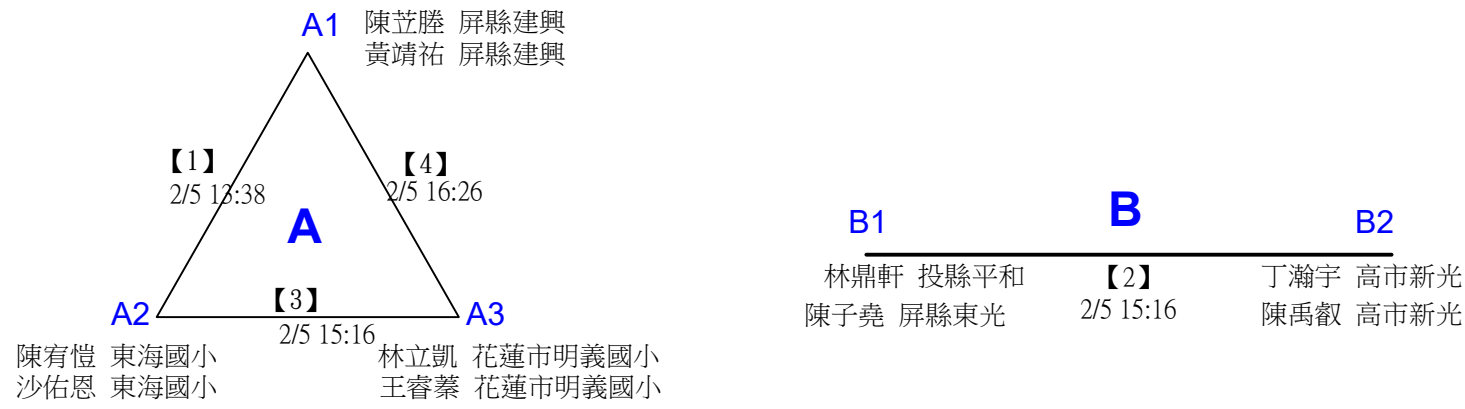 A1
陳苙塍 屏縣建興
黃靖祐 屏縣建興
【1】
2/5 13:38
【4】
2/5 16:26
A
A2
【3】
2/5 15:16
A3
陳宥愷 東海國小
沙佑恩 東海國小
林立凱 花蓮市明義國小
王睿蓁 花蓮市明義國小
B1
B
B2
林鼎軒 投縣平和
陳子堯 屏縣東光
【2】
2/5 15:16
丁瀚宇 高市新光
陳禹叡 高市新光